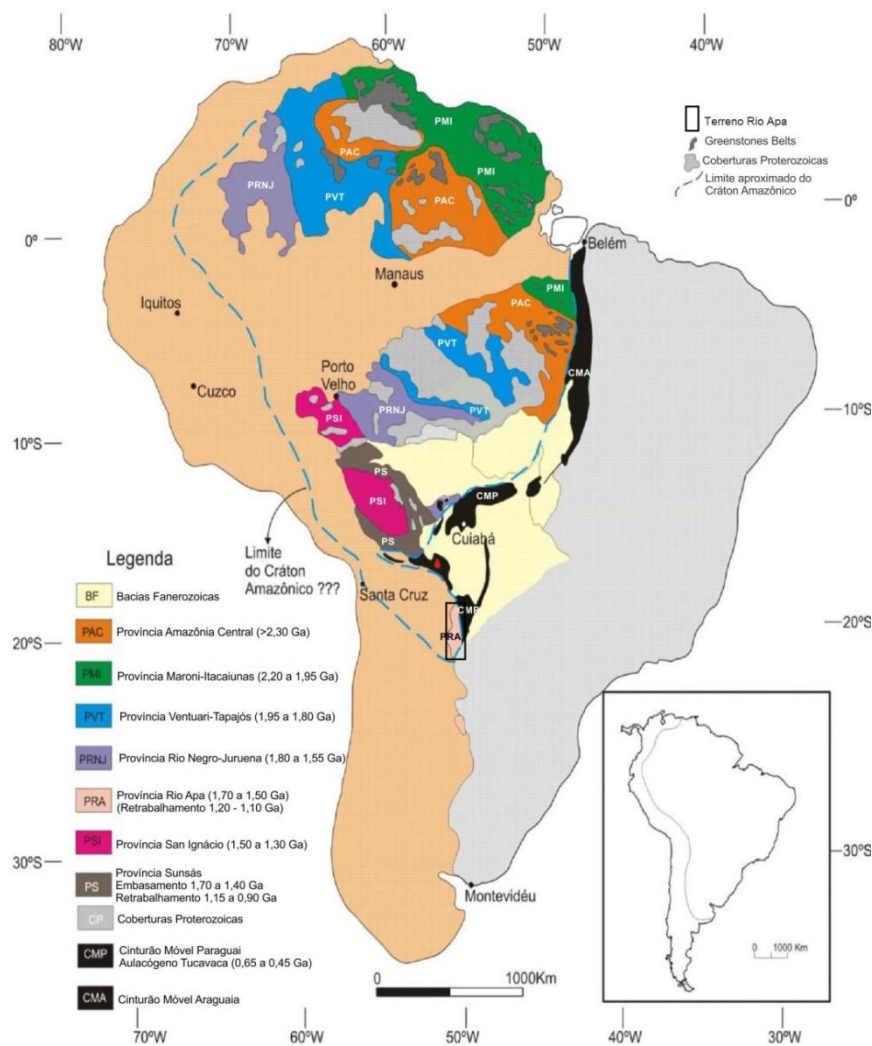 80ºW
70ºW
60ºW
50ºW
40ºW
Terreno Rio Apa
Greenstones Belts
Coberturas Proterozoicas
Limite aproximado do
Cráton Amazônico
0º
0º
10ºS
10ºS
20ºS
20ºS
30ºS
30ºS
PMI
PAC
PMI
PRNJ
PVT
PAC
Belém
Manaus
PMI
Iquitos
PAC
PVT
Porto
Velho
CMA
Cuzco
PRNJ
PVT
PSI
PS
PSI
CMP
PS
Cuiabá
Limite
do Cráton
Amazônico ???
Santa Cruz
CMP
PRA
Montevidéu
Legenda
BF Bacias Fanerozoicas
PAC Província Amazônia Central (>2,30 Ga)
PMI Província Maroni-Itacaiunas (2,20 a 1,95 Ga)
PVT Província Ventuari-Tapajós (1,95 a 1,80 Ga)
PRNJ Província Rio Negro-Juruena (1,80 a 1,55 Ga)
PRA Província Rio Apa (1,70 a 1,50 Ga)
(Retrabalhamento 1,20 - 1,10 Ga)
PSI Província San Ignácio (1,50 a 1,30 Ga)
PS Província Sunsás
Embasamento 1,70 a 1,40 Ga
Retrabalhamento 1,15 a 0,90 Ga)
CP Coberturas Proterozoicas
CMP Cinturão Móvel Paraguai
Aulacógeno Tucavaca (0,65 a 0,45 Ga)
CMA Cinturão Móvel Araguaia
0 1000Km
0 1000 Km
70ºW
60ºW
50ºW
40ºW
30ºW